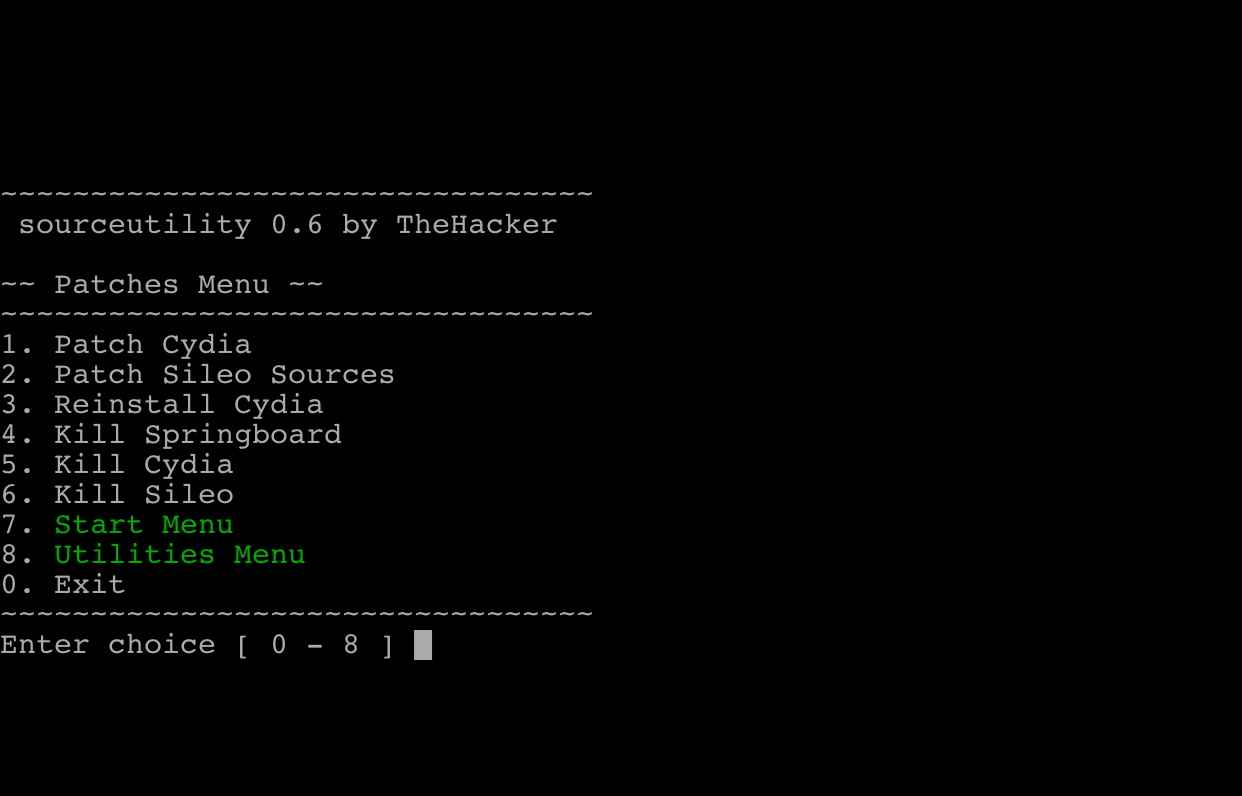 ~~~~~~~~~~~~~~~~~~~~~~~~~~~~~~~~~
sourceutility 0.6 by TheHacker
~~ Patches Menu ~~
~~~~~~~~~~~~~~~~~~~~~~~~~~~~~~~~~
1. Patch Cydia
2. Patch Sileo Sources
3. Reinstall Cydia
4. Kill Springboard
5. Kill Cydia
6. Kill Sileo
7. Start Menu
8. Utilities Menu
0. Exit
~~~~~~~~~~~~~~~~~~~~~~~~~~~~~~~~~
Enter choice [ 0 - 8 ]